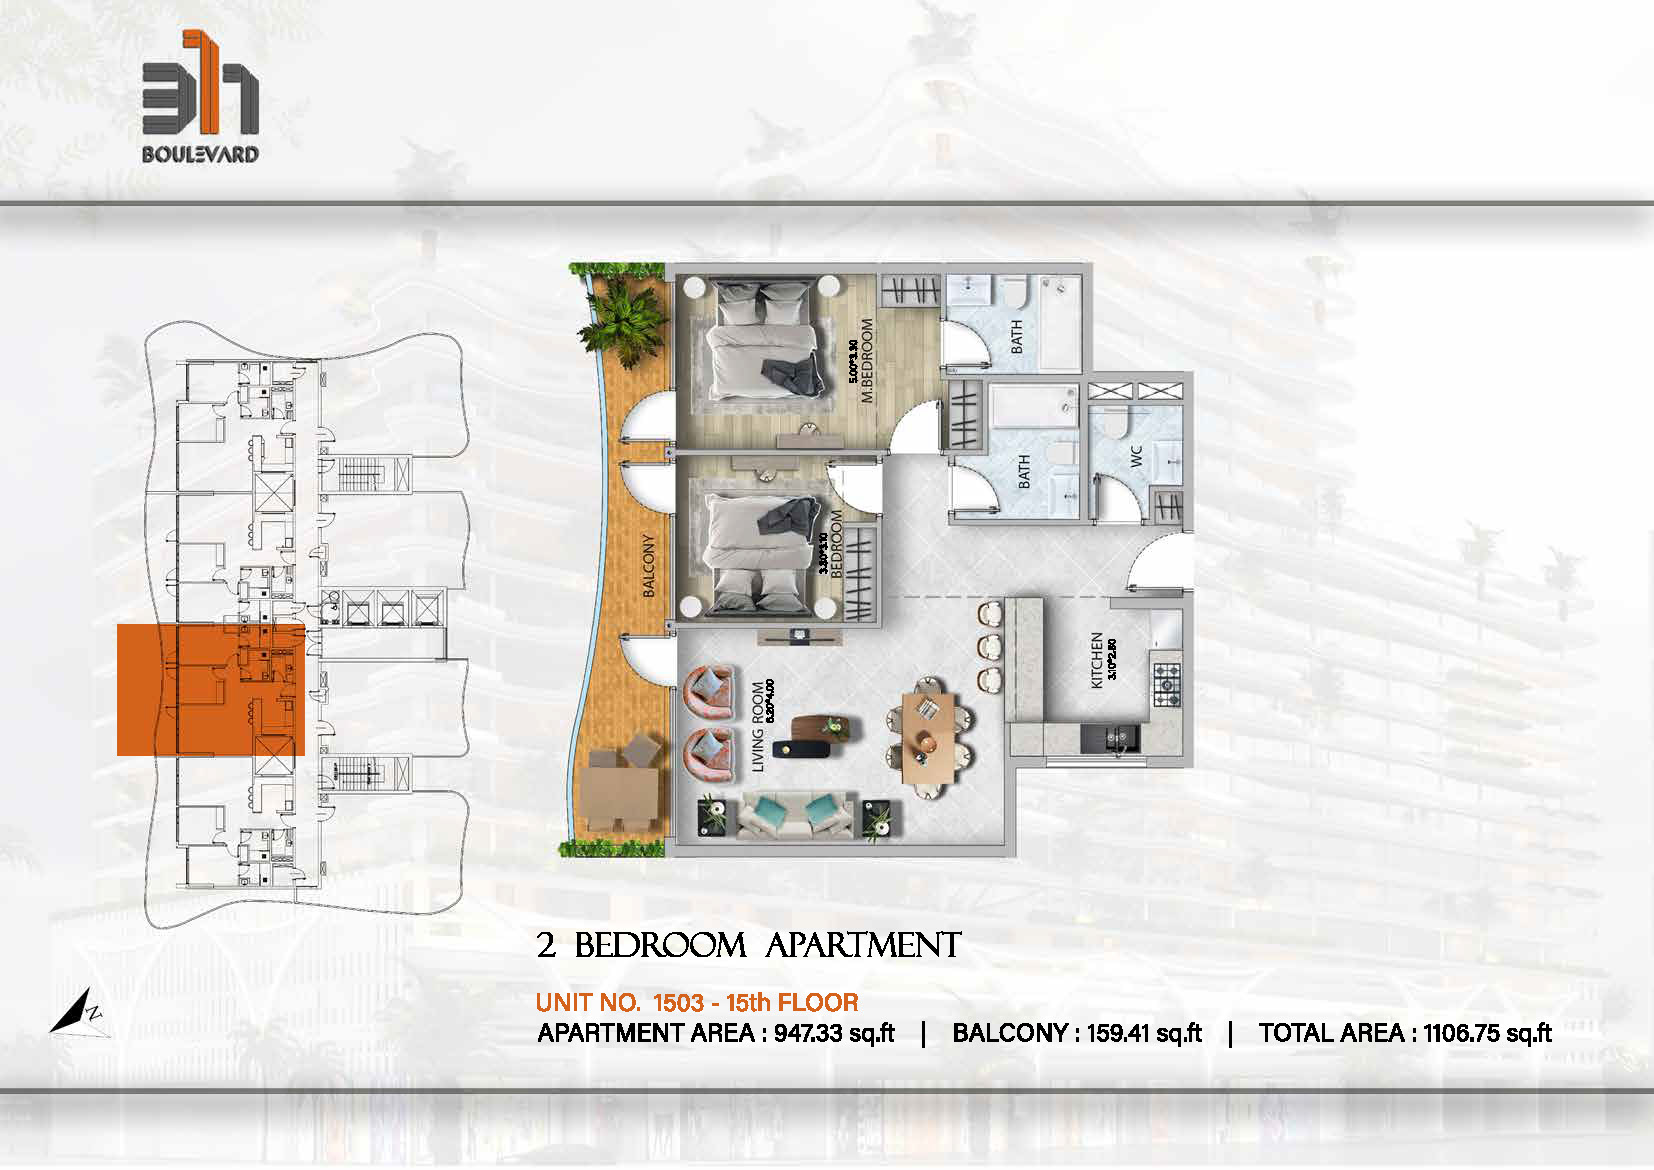 311
BOULEVARD
M.BEDROOM
5.00*3.30
BATH
BATH
WC
BEDROOM
3.80*3.10
BALCONY
LIVING ROOM
6.20*4.00
KITCHEN
3.10*2.80
N
2 BEDROOM APARTMENT
UNIT NO. 1503 - 15th FLOOR
APARTMENT AREA : 947.33 sq.ft | BALCONY : 159.41 sq.ft | TOTAL AREA : 1106.75 sq.ft